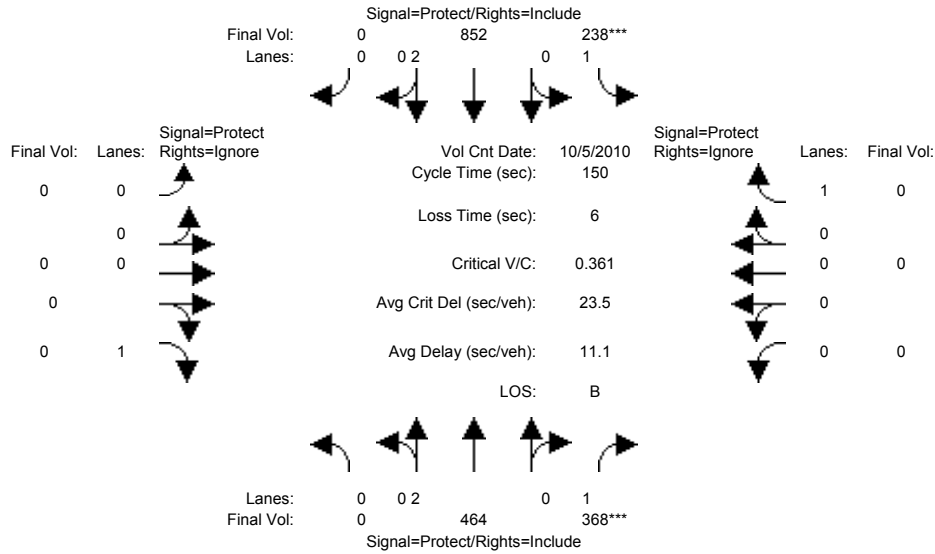 Signal=Protect/Rights=Include
Final Vol: 0 852 238***
Lanes: 0 0 2 0 1
Signal=Protect
Final Vol: Lanes: Rights=Ignore
Vol Cnt Date: 10/5/2010
Signal=Protect
Rights=Ignore Lanes: Final Vol:
Cycle Time (sec): 150
0 0 1 0
Loss Time (sec): 6
0 0
0 0 Critical V/C: 0.361 0 0
0 Avg Crit Del (sec/veh): 23.5 0
0 1 Avg Delay (sec/veh): 11.1 0 0
LOS: B
Lanes: 0 0 2 0 1
Final Vol: 0 464 368***
Signal=Protect/Rights=Include